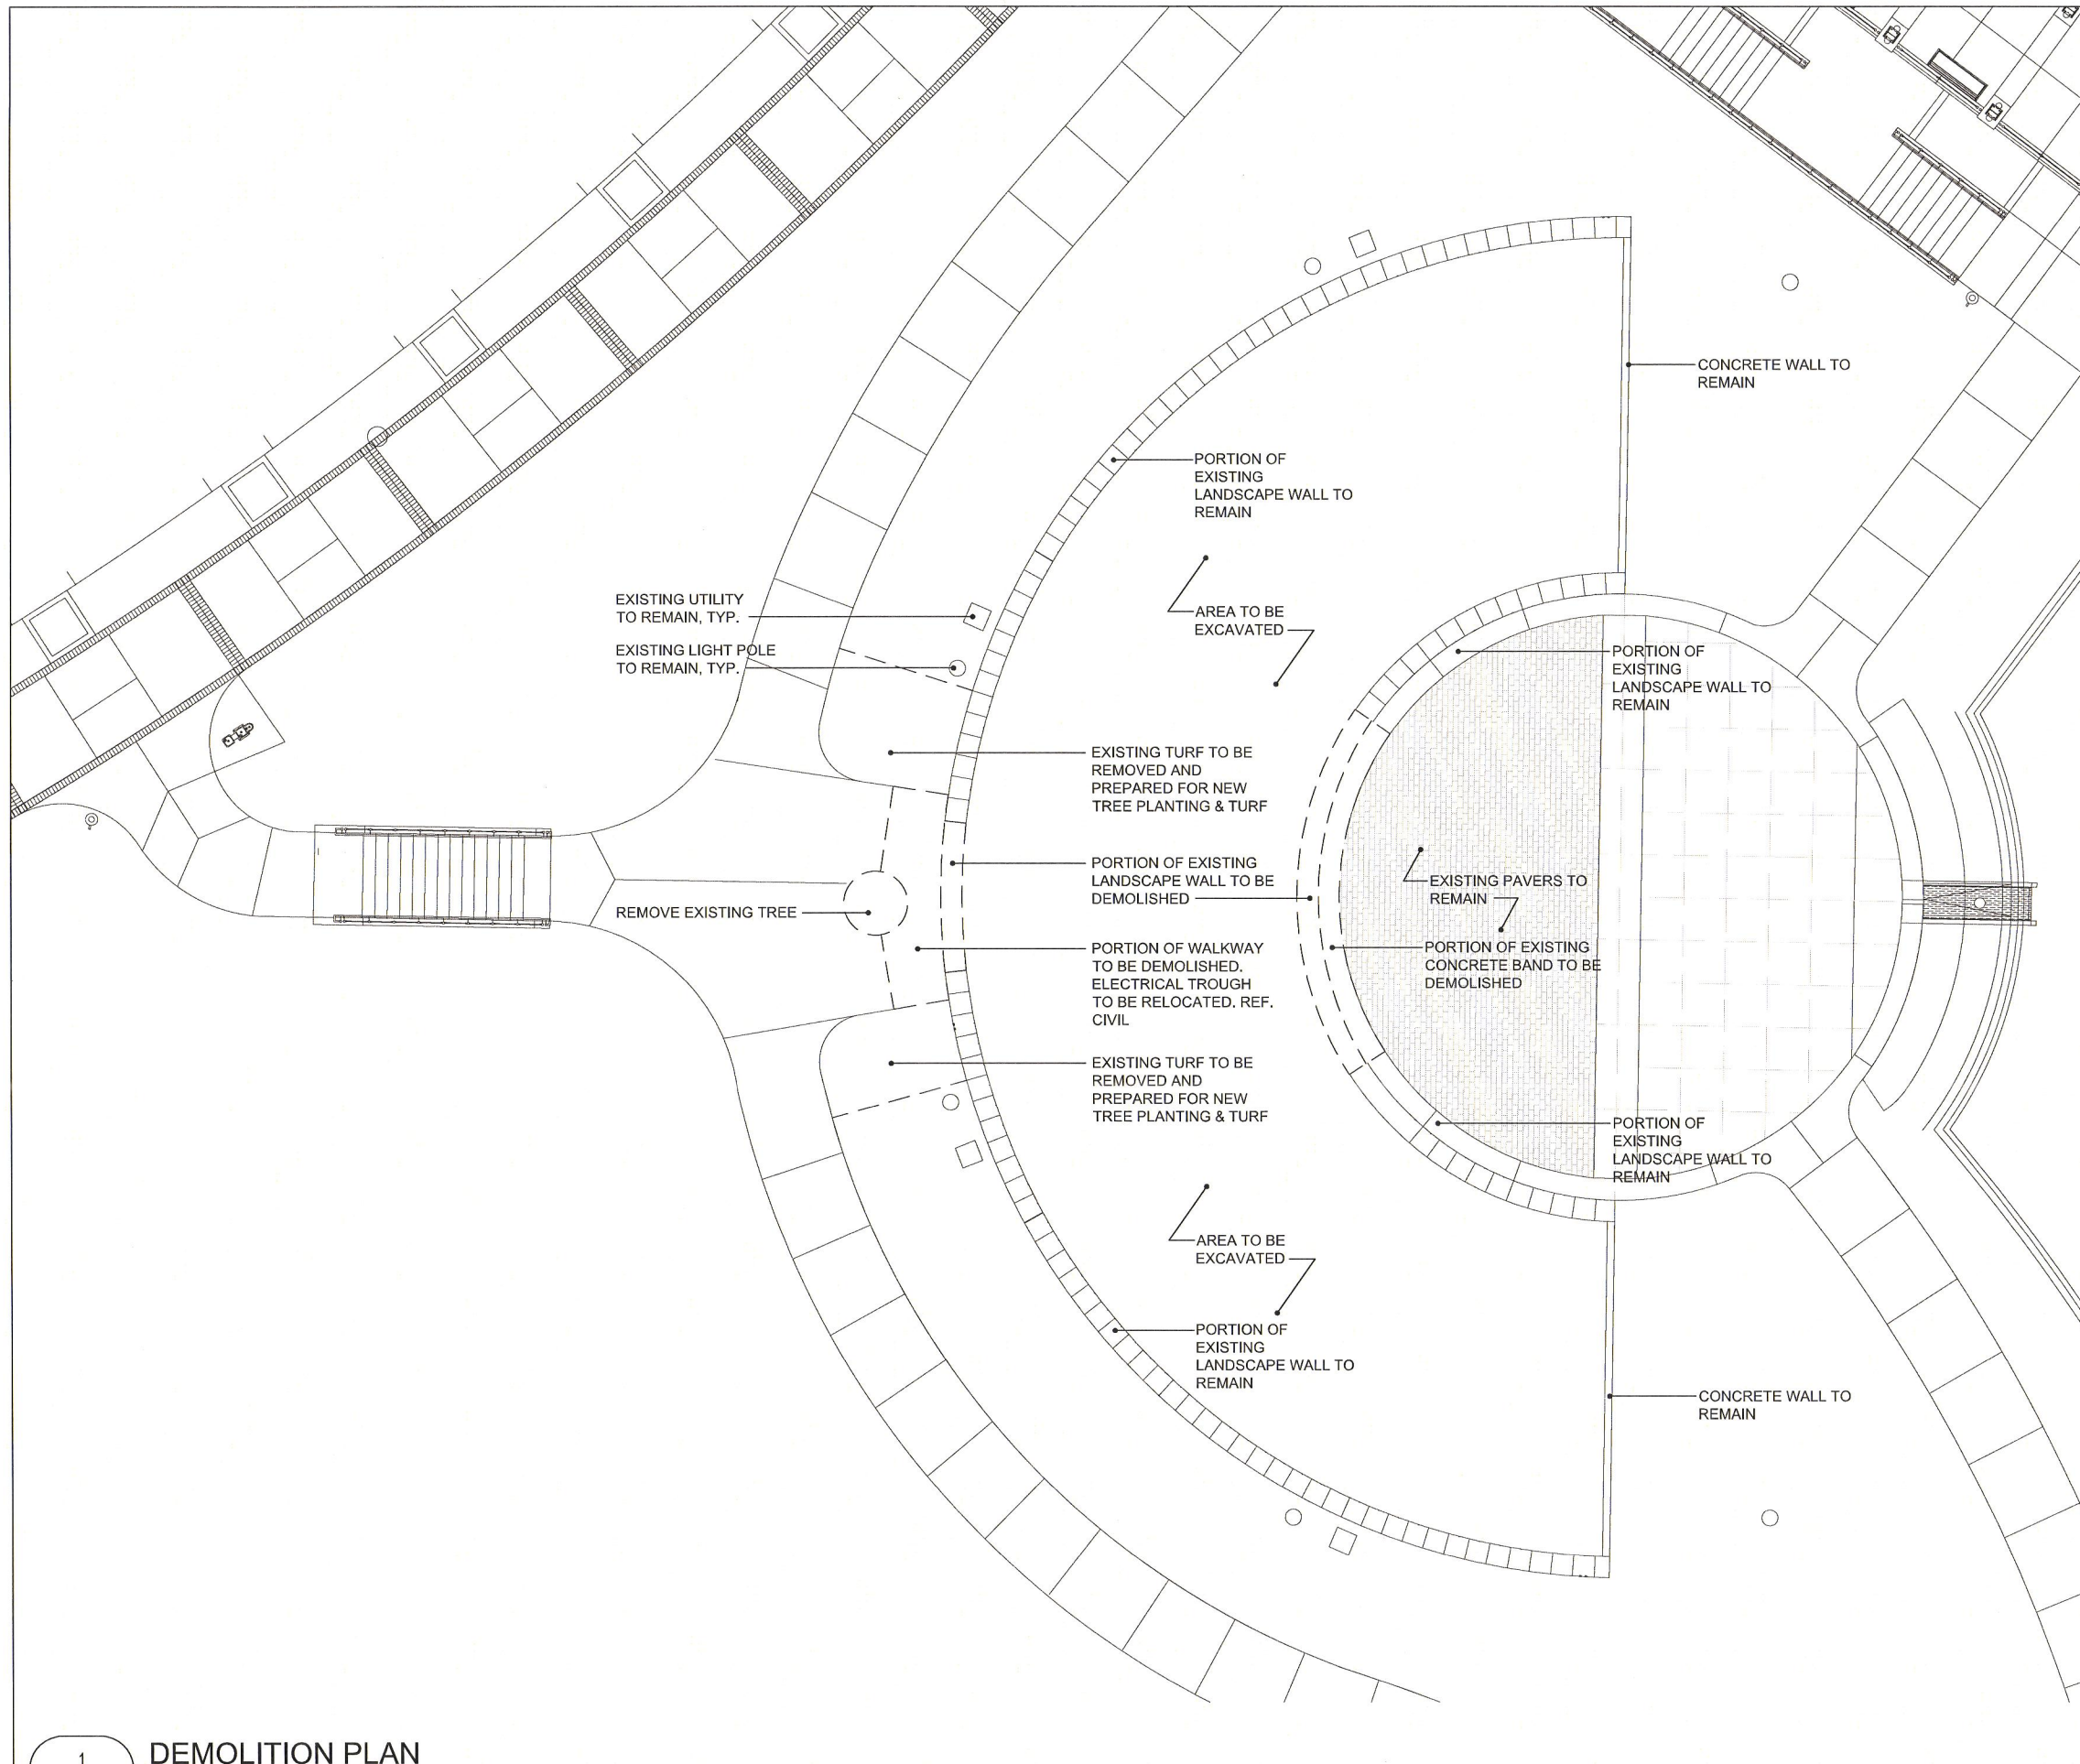 CONCRETE WALL TO
REMAIN
PORTION OF
EXISTING
LANDSCAPE WALL TO
REMAIN
EXISTING UTILITY
TO REMAIN, TYP.
AREA TO BE
EXCAVATED
EXISTING LIGHT POLE
TO REMAIN, TYP.
PORTION OF
EXISTING
LANDSCAPE WALL TO
REMAIN
EXISTING TURF TO BE
REMOVED AND
PREPARED FOR NEW
TREE PLANTING & TURF
PORTION OF EXISTING
LANDSCAPE WALL TO BE
DEMOLISHED
EXISTING PAVERS TO
REMAIN
REMOVE EXISTING TREE
PORTION OF WALKWAY
TO BE DEMOLISHED.
ELECTRICAL TROUGH
TO BE RELOCATED. REF.
CIVIL
PORTION OF EXISTING
CONCRETE BAND TO BE
DEMOLISHED
EXISTING TURF TO BE
REMOVED AND
PREPARED FOR NEW
TREE PLANTING & TURF
PORTION OF
EXISTING
LANDSCAPE WALL TO
REMAIN
AREA TO BE
EXCAVATED
PORTION OF
EXISTING
LANDSCAPE WALL TO
REMAIN
CONCRETE WALL TO
REMAIN
1
DEMOLITION PLAN